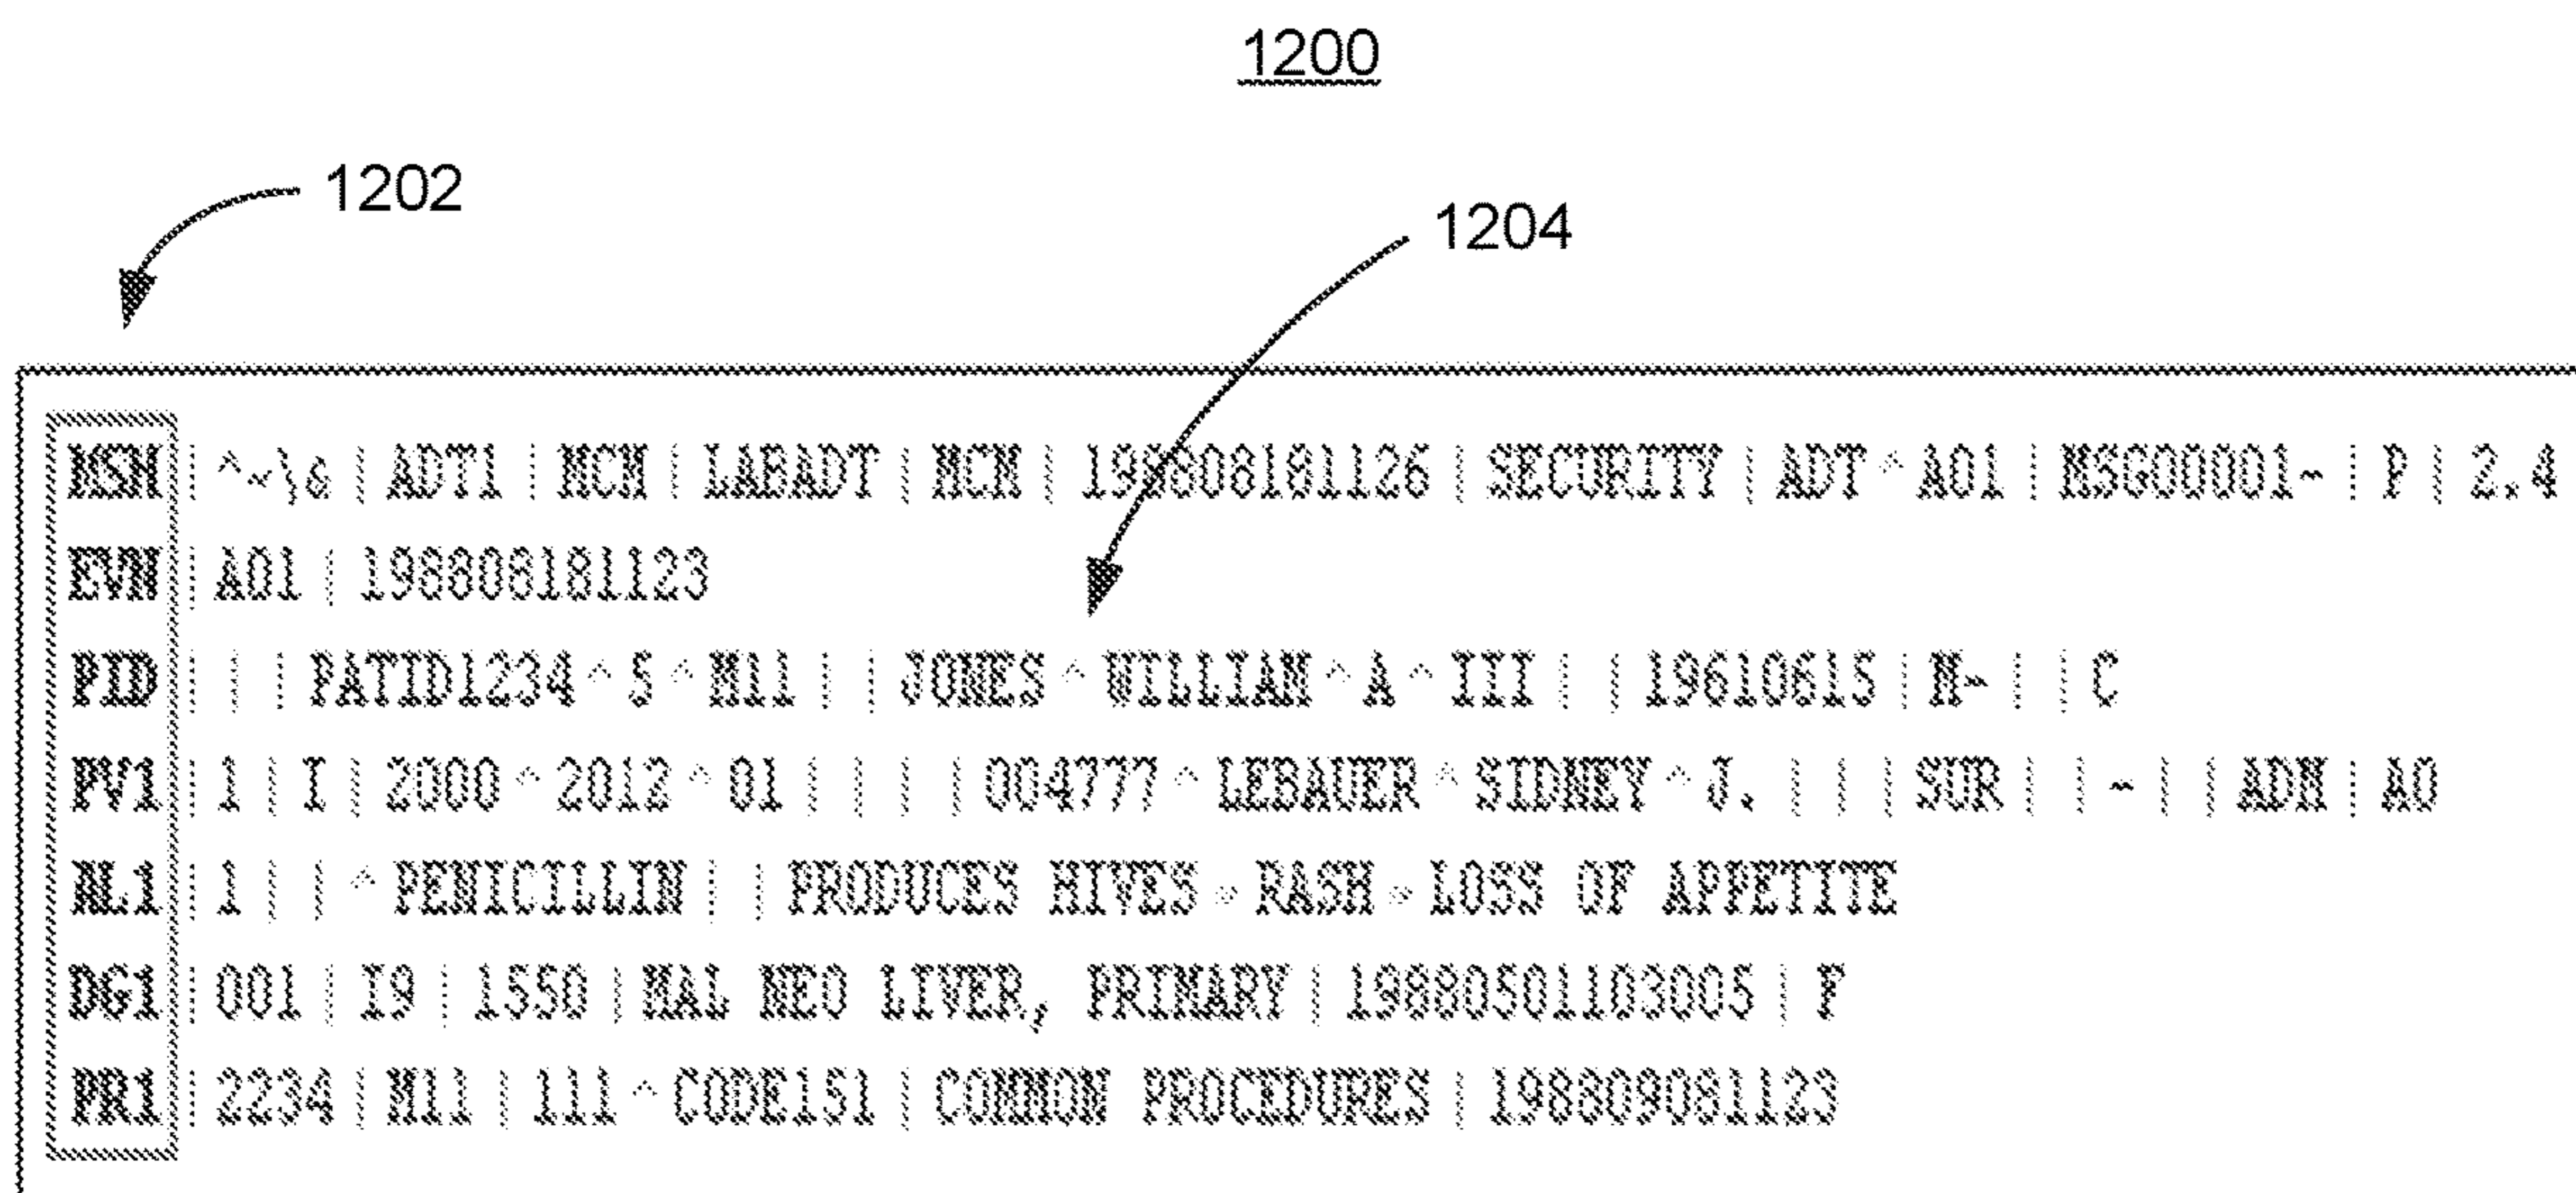 1200
1202
1204
MSH|^~\&|ADT1|MCM|LABADT|MCM|198808181126|SECURITY|ADT^A01|MSG00001-|P|2.4
EVN|A01|198808181123
PID|||PATID1234^5^M11||JONES^WILLIAM^A^III||19610615|M-||C
PV1|1|I|2000^2012^01||||004777^LEBAUER^SIDNEY^J.|||SUR||-||ADM|A0
AL1|1||^PENICILLIN||PRODUCES HIVES~RASH~LOSS OF APPETITE
DG1|001|I9|1550|MAL NEO LIVER, PRIMARY|19880501103005|F
PR1|2234|M11|111^CODE151|COMMON PROCEDURES|198809081123